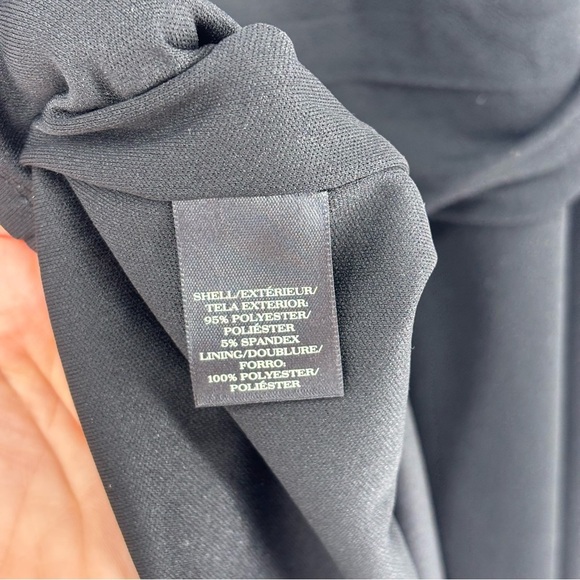 SHELL/EXTÉRIEUR/
TELA EXTERIOR:
95% POLYESTER/
POLIÉSTER
5% SPANDEX
LINING/DOUBLURE/
FORRO:
100% POLYESTER/
POLIÉSTER